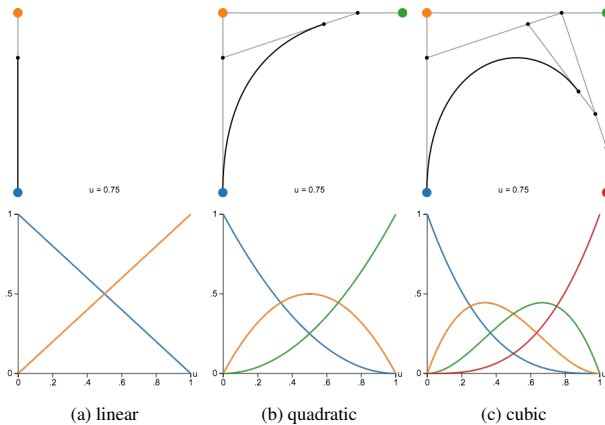 u = 0.75
u = 0.75
u = 0.75
1
.5
0
0 .2 .4 .6 .8 1 u
1
.5
0
0 .2 .4 .6 .8 1 u
1
.5
0
0 .2 .4 .6 .8 1 u
(a) linear
(b) quadratic
(c) cubic